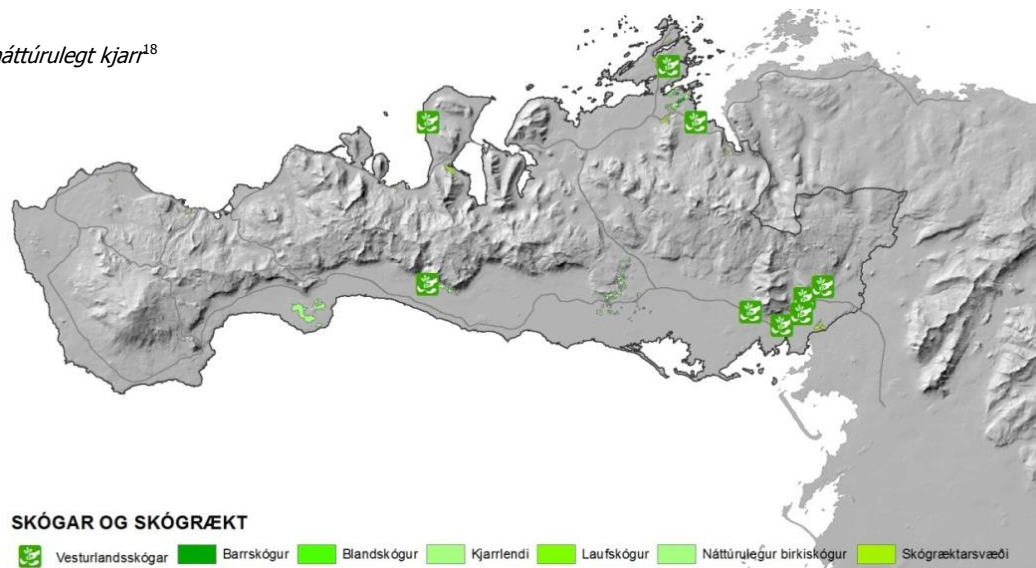 náttúrulegt kjarr18
SKÓGAR OG SKÓGRÆKT
Vesturlandsskógar Barrskógur Blandskógur Kjarrlendi Laufskógur Náttúrulegur birkiskógur Skógræktarsvæði